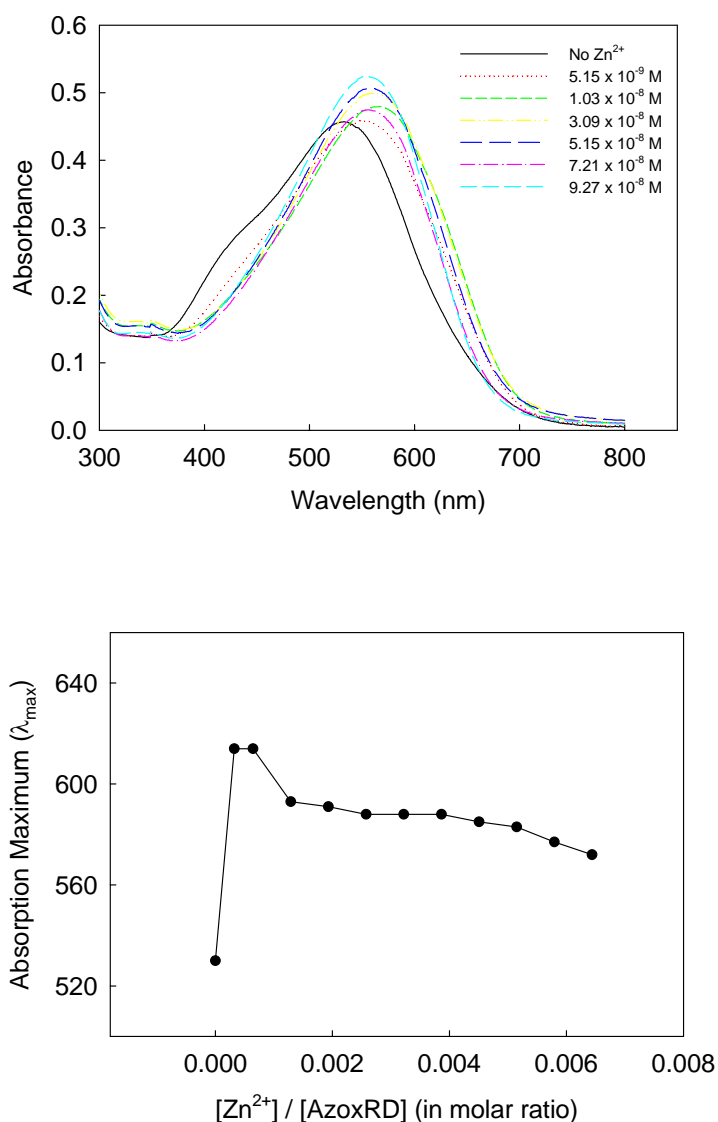 0.6
0.5
0.4
0.3
0.2
0.1
0.0
Absorbance
No Zn²⁺
5.15 x 10⁻⁹ M
1.03 x 10⁻⁸ M
3.09 x 10⁻⁸ M
5.15 x 10⁻⁸ M
7.21 x 10⁻⁸ M
9.27 x 10⁻⁸ M
300 400 500 600 700 800
Wavelength (nm)
640
600
560
520
Absorption Maximum (λmax)
0.000 0.002 0.004 0.006 0.008
[Zn²⁺] / [AzoxRD] (in molar ratio)